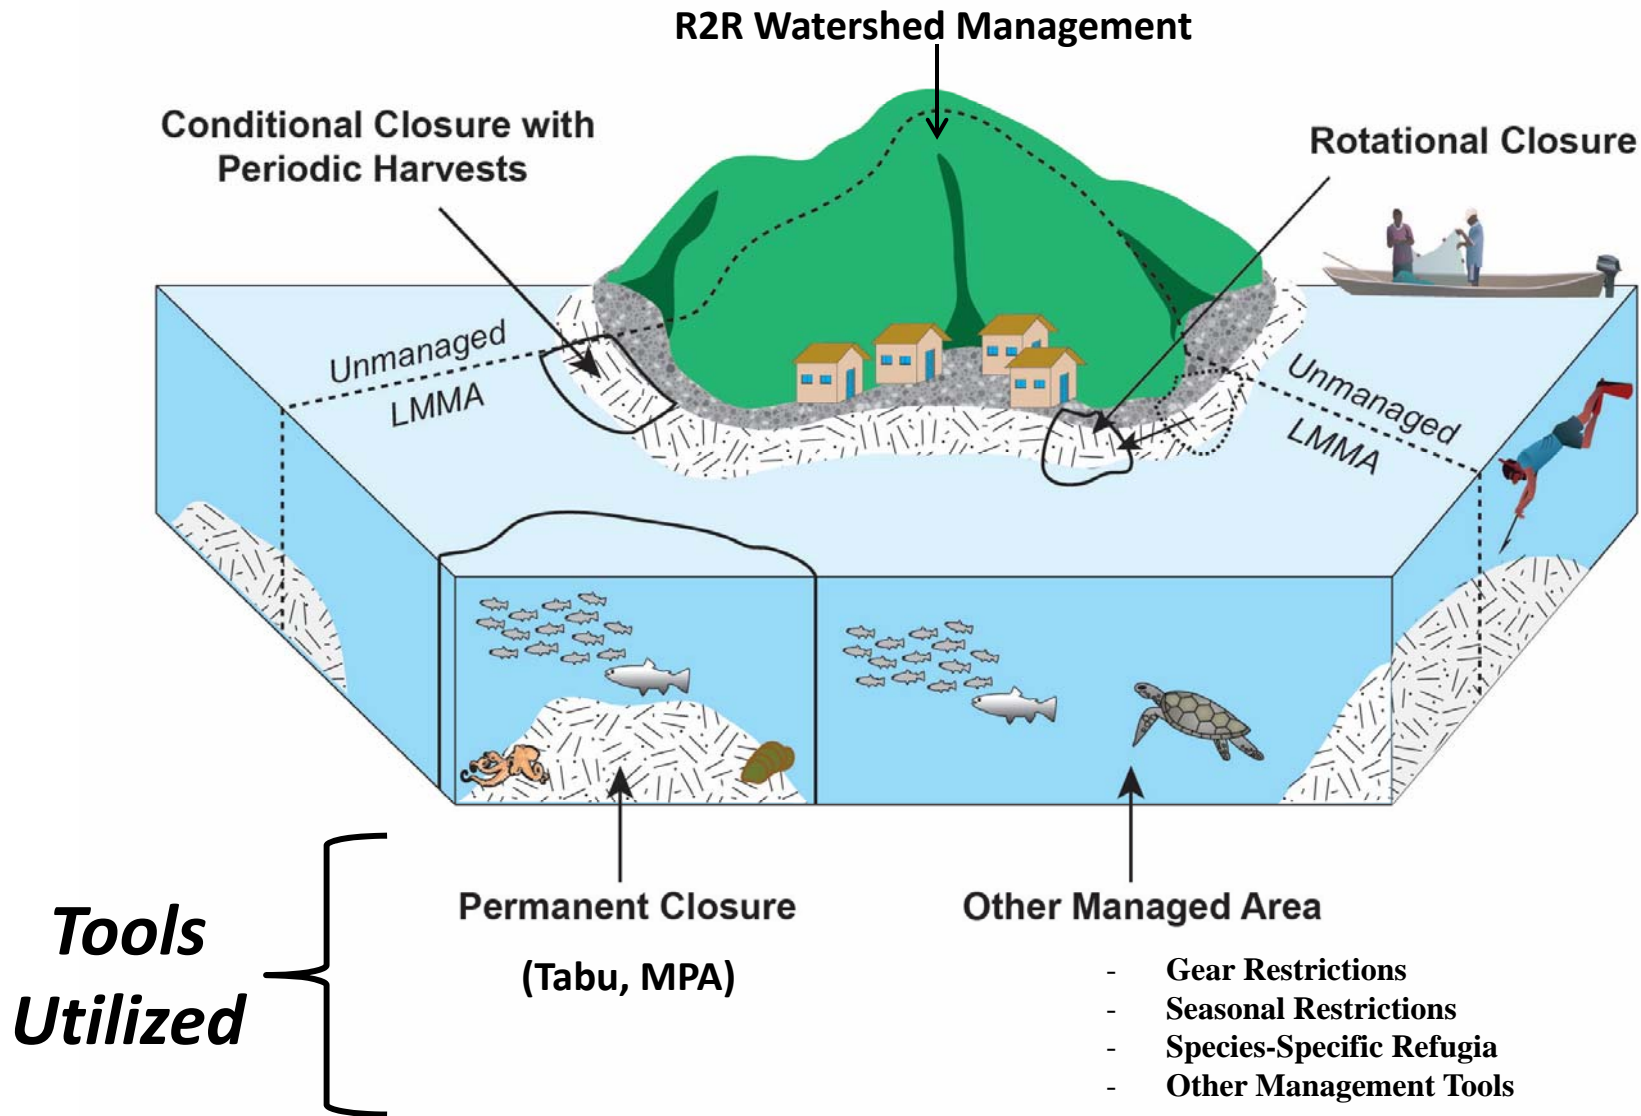 R2R Watershed Management
Conditional Closure with
Periodic Harvests
Rotational Closure
Unmanaged
LMMA
Unmanaged
LMMA
Tools
Utilized
Permanent Closure
(Tabu, MPA)
Other Managed Area
- Gear Restrictions
- Seasonal Restrictions
- Species-Specific Refugia
- Other Management Tools